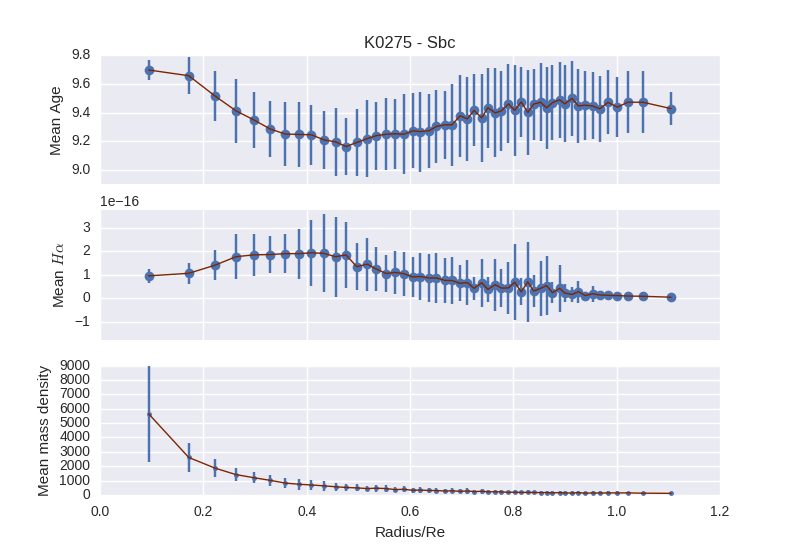 K0275 - Sbc
9.8
9.6
9.4
9.2
9.0
Mean Age
1e−16
3
2
1
0
−1
Mean Hα
9000
8000
7000
6000
5000
4000
3000
2000
1000
0
Mean mass density
0.0 0.2 0.4 0.6 0.8 1.0 1.2
Radius/Re